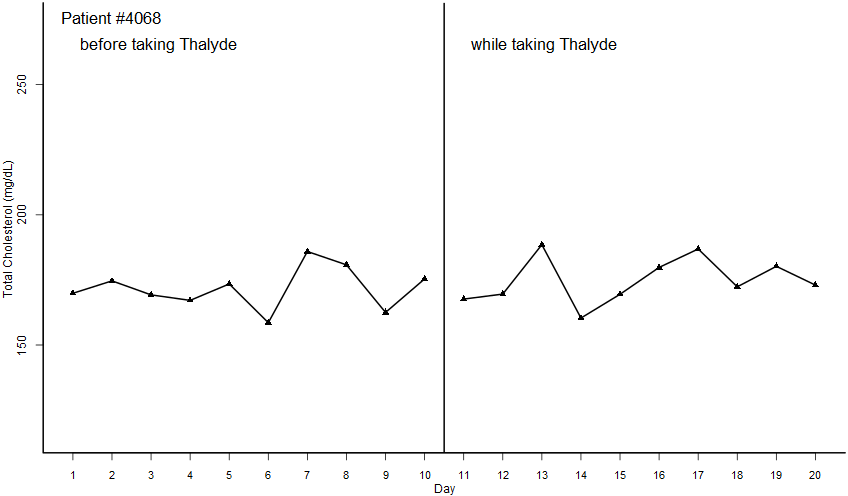 Patient #4068
before taking Thalyde
while taking Thalyde
250
200
150
Total Cholesterol (mg/dL)
1 2 3 4 5 6 7 8 9 10 11 12 13 14 15 16 17 18 19 20
Day